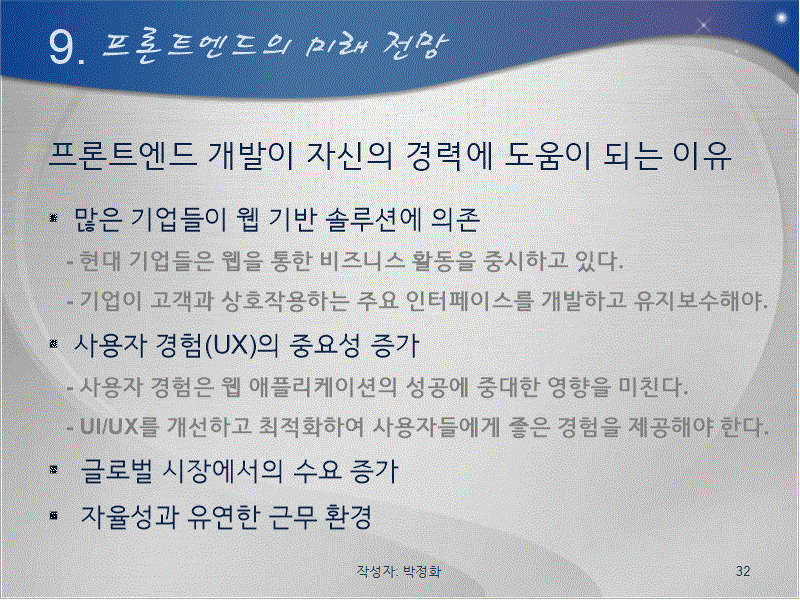 9. 프론트엔드의 미래 전망
프론트엔드 개발이 자신의 경력에 도움이 되는 이유
▪ 많은 기업들이 웹 기반 솔루션에 의존
- 현대 기업들은 웹을 통한 비즈니스 활동을 중시하고 있다.
- 기업이 고객과 상호작용하는 주요 인터페이스를 개발하고 유지보수해야.
▪ 사용자 경험(UX)의 중요성 증가
- 사용자 경험은 웹 애플리케이션의 성공에 중대한 영향을 미친다.
- UI/UX를 개선하고 최적화하여 사용자들에게 좋은 경험을 제공해야 한다.
▪ 글로벌 시장에서의 수요 증가
▪ 자율성과 유연한 근무 환경
작성자: 박정화
32